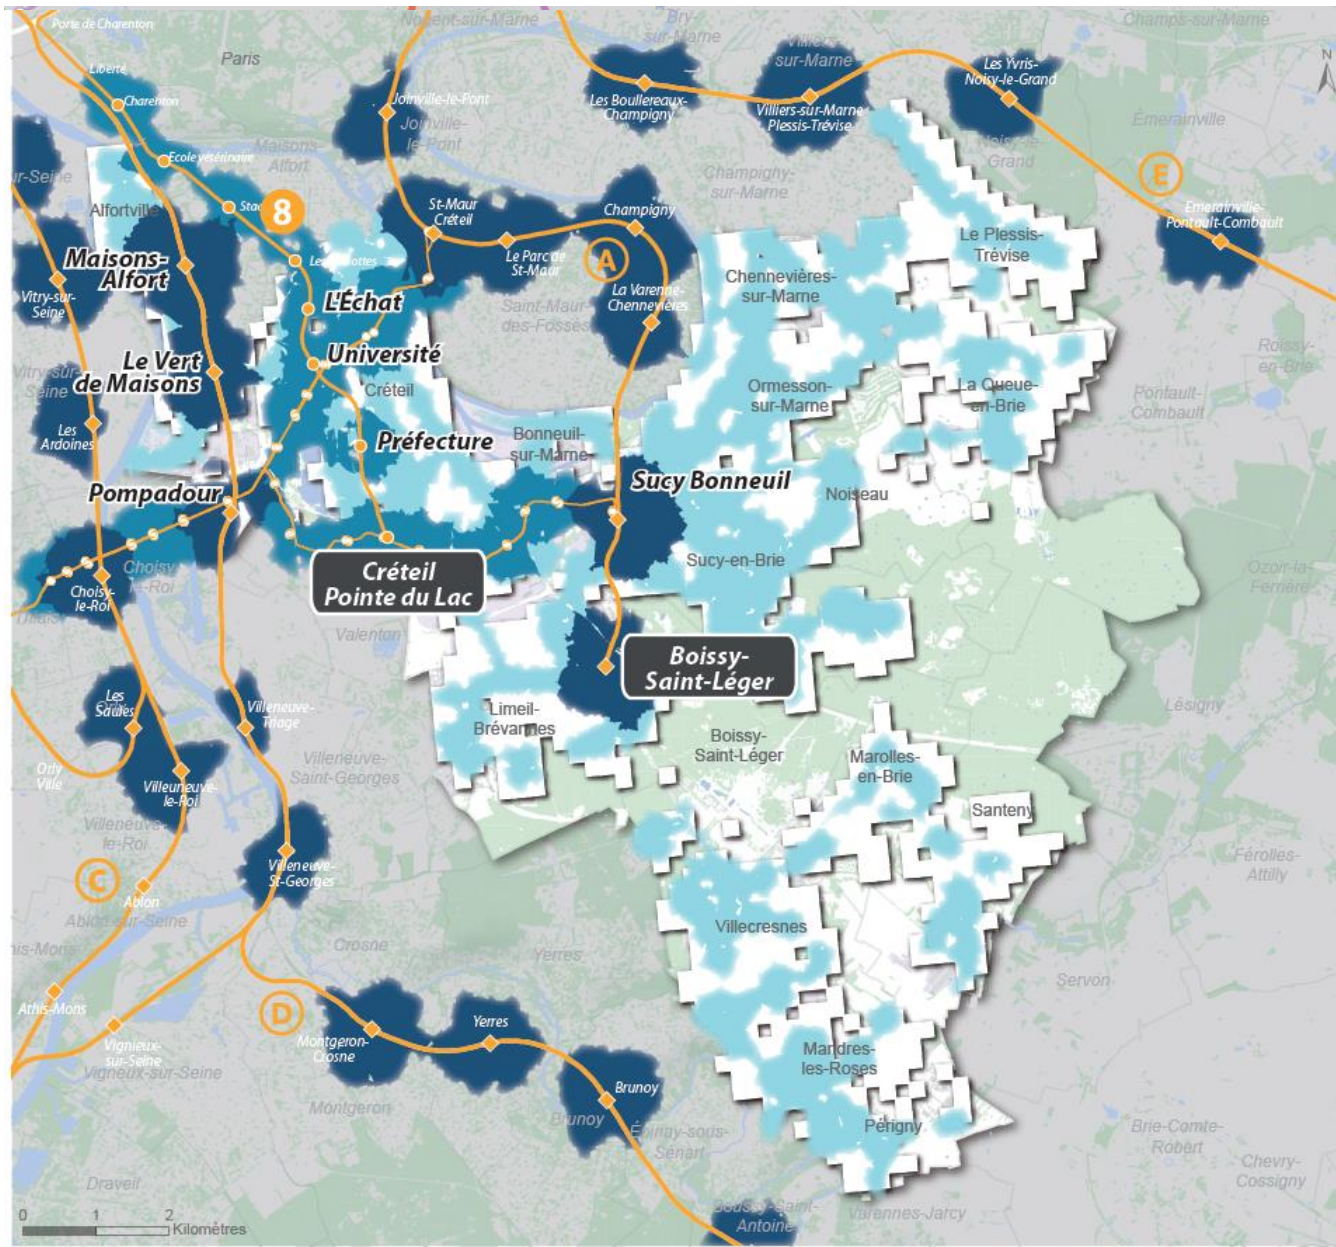 Nogent-sur-Marne
Bry-
sur-Marne
Champs-sur-Marne
Porte de Charenton
Paris
Liberté
Charenton
Joinville-le-Pont
Joinville-
le-Pont
Les Boullereaux-
Champigny
Villiers-
sur-Marne
Villiers-sur-Marne
Plessis-Trévise
Les Yvris-
Noisy-le-Grand
Noisy-le-
Grand
Émerainville
N
E
Emerainville-
Pontault-Combault
Ecole vétérinaire
Maisons-
Alfort
Champigny-
sur-Marne
Alfortville
8
St-Maur
Créteil
Le Parc de
St-Maur
Champigny
A
La Varenne-
Chennevières
Saint-Maur
des-Fossés
Le Plessis-
Trévise
Chennevières-
sur-Marne
Maisons-
Alfort
Vitry-sur-
Seine
L'Échat
Université
Le Vert
de Maisons
Vitry-sur-
Seine
Les
Ardoines
Créteil
Préfecture
Bonneuil-
sur-Marne
Ormesson-
sur-Marne
La Queue-
en-Brie
Roissy-
en-Brie
Pontault-
Combault
Pompadour
Sucy Bonneuil
Noiseau
Sucy-en-Brie
Choisy-
le-Roi
Choisy-
le-Roi
Créteil
Pointe du Lac
Ozoir-la-
Ferrière
Thiais
Valenton
Boissy-
Saint-Léger
Les
Saules
Orly
Villeneuve-
Triage
Limeil-
Brévannes
Boissy-
Saint-Léger
Lésigny
Orly
Ville
Villeuneuve-
le-Roi
Villeneuve-
Saint-Georges
Marolles-
en-Brie
Santeny
Villeneuve-
le-Roi
C
Ablon
Ablon-sur-Seine
Villeneuve-
St-Georges
Férolles-
Attilly
Villecresnes
Crosne
Yerres
Servon
Athis-Mons
D
Montgeron-
Crosne
Yerres
Vigneux-
sur-Seine
Vigneux-sur-Seine
Mandres-
les-Roses
Brunoy
Brunoy
Montgeron
Épinay-sous-
Sénart
Périgny
Brie-Comte-
Robert
Chevry-
Cossigny
Draveil
Boussy-Saint-
Antoine
Varennes-Jarcy
0 1 2
Kilomètres